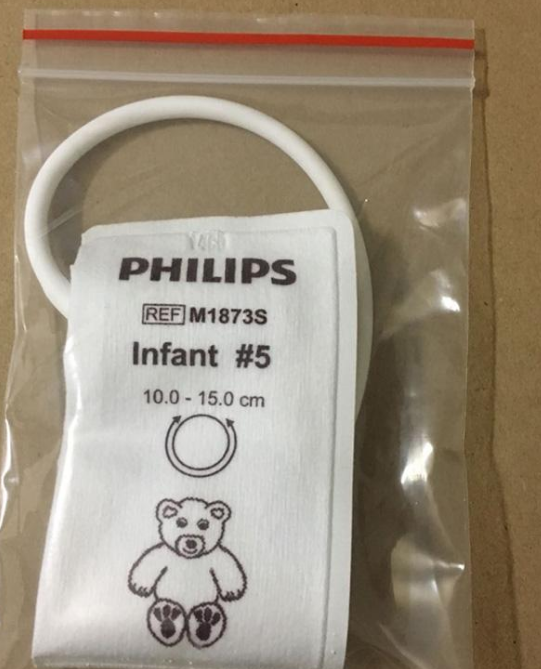 PHILIPS
REF M1873S
Infant #5
10.0 - 15.0 cm